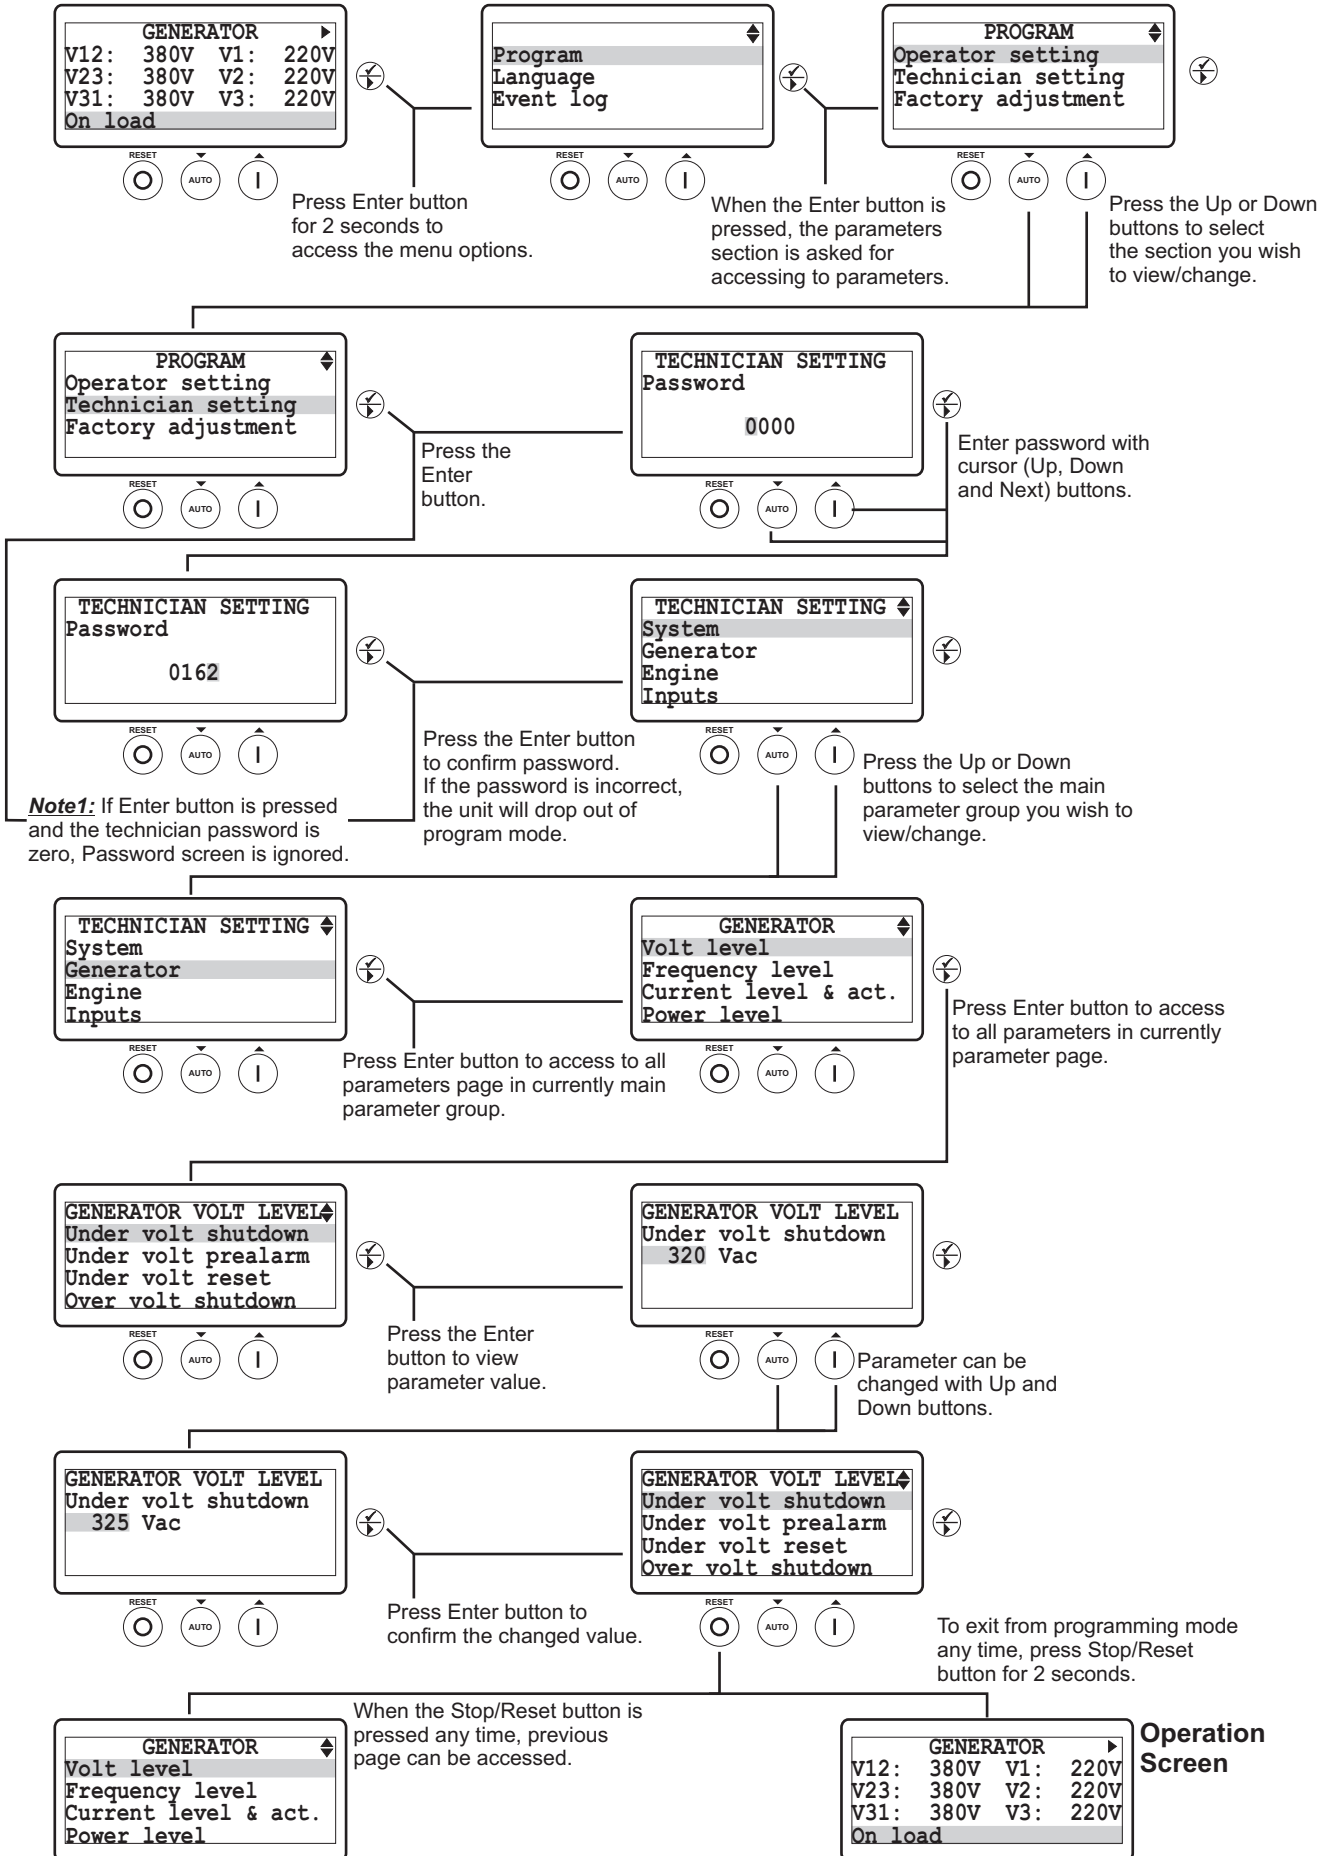 GENERATOR
V12: 380V V1: 220V
V23: 380V V2: 220V
V31: 380V V3: 220V
On load
RESET
AUTO
Press Enter button
for 2 seconds to
access the menu options.
Program
Language
Event log
RESET
AUTO
When the Enter button is
pressed, the parameters
section is asked for
accessing to parameters.
PROGRAM
Operator setting
Technician setting
Factory adjustment
RESET
AUTO
Press the Up or Down
buttons to select
the section you wish
to view/change.
PROGRAM
Operator setting
Technician setting
Factory adjustment
RESET
AUTO
Press the
Enter
button.
TECHNICIAN SETTING
Password
0000
RESET
AUTO
Enter password with
cursor (Up, Down
and Next) buttons.
TECHNICIAN SETTING
Password
0162
RESET
AUTO
Note1: If Enter button is pressed
and the technician password is
zero, Password screen is ignored.
Press the Enter button
to confirm password.
If the password is incorrect,
the unit will drop out of
program mode.
TECHNICIAN SETTING
System
Generator
Engine
Inputs
RESET
AUTO
Press the Up or Down
buttons to select the main
parameter group you wish to
view/change.
TECHNICIAN SETTING
System
Generator
Engine
Inputs
RESET
AUTO
Press Enter button to access to all
parameters page in currently main
parameter group.
GENERATOR
Volt level
Frequency level
Current level & act.
Power level
RESET
AUTO
Press Enter button to access
to all parameters in currently
parameter page.
GENERATOR VOLT LEVEL
Under volt shutdown
Under volt prealarm
Under volt reset
Over volt shutdown
RESET
AUTO
Press the Enter
button to view
parameter value.
GENERATOR VOLT LEVEL
Under volt shutdown
320 Vac
RESET
AUTO
Parameter can be
changed with Up and
Down buttons.
GENERATOR VOLT LEVEL
Under volt shutdown
325 Vac
RESET
AUTO
Press Enter button to
confirm the changed value.
GENERATOR VOLT LEVEL
Under volt shutdown
Under volt prealarm
Under volt reset
Over volt shutdown
RESET
AUTO
To exit from programming mode
any time, press Stop/Reset
button for 2 seconds.
GENERATOR
Volt level
Frequency level
Current level & act.
Power level
When the Stop/Reset button is
pressed any time, previous
page can be accessed.
GENERATOR
V12: 380V V1: 220V
V23: 380V V2: 220V
V31: 380V V3: 220V
On load
Operation
Screen